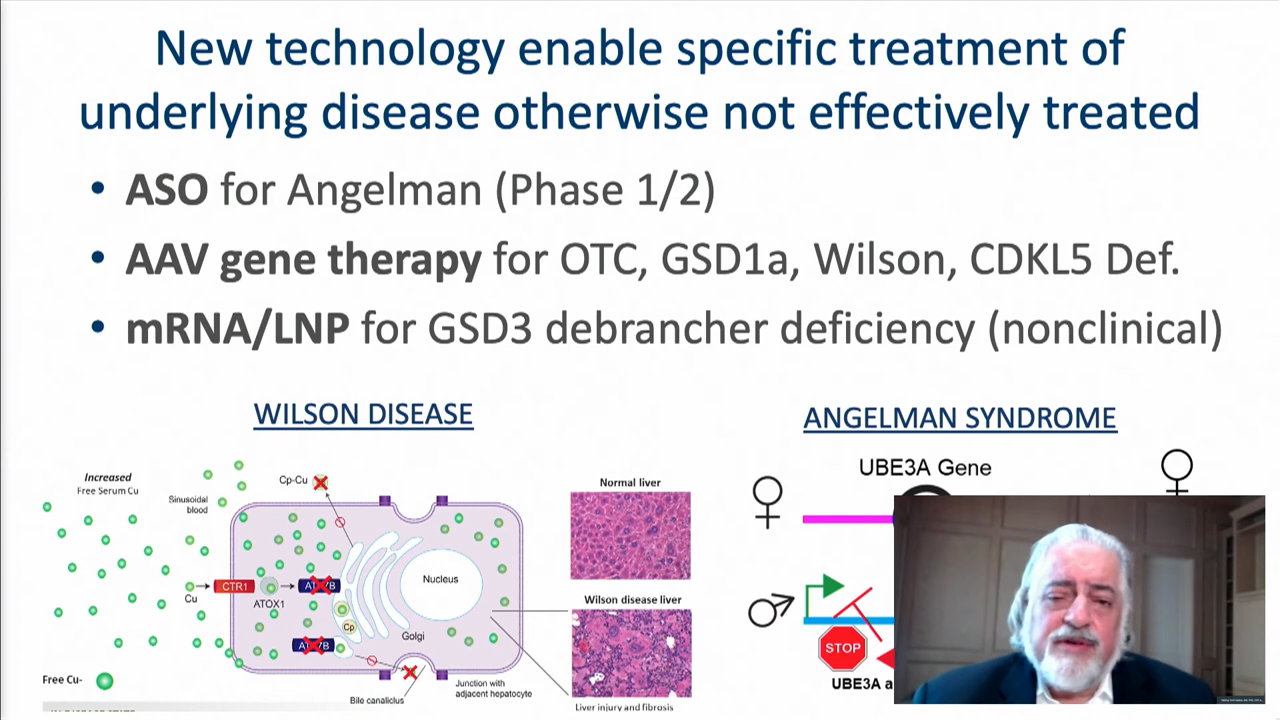 New technology enable specific treatment of
underlying disease otherwise not effectively treated
• ASO for Angelman (Phase 1/2)
• AAV gene therapy for OTC, GSD1a, Wilson, CDKL5 Def.
• mRNA/LNP for GSD3 debrancher deficiency (nonclinical)
WILSON DISEASE
Increased
Free Serum Cu
Sinusoidal
blood
Cp-Cu
Cu
CTR1
ATOX1
Cp
Nucleus
Golgi
Free Cu-
Bile canaliclus
Junction with
adjacent hepatocyte
Normal liver
Wilson disease liver
Liver injury and fibrosis
ANGELMAN SYNDROME
UBE3A Gene
STOP
UBE3A a